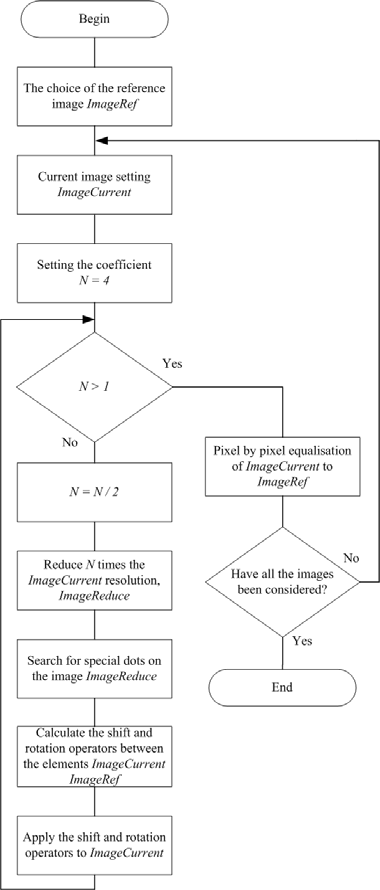 Begin
The choice of the reference
image ImageRef
Current image setting
ImageCurrent
Setting the coefficient
N = 4
Yes
N > 1
No
Pixel by pixel equalisation
of ImageCurrent to
ImageRef
N = N / 2
No
Reduce N times the
ImageCurrent resolution,
ImageReduce
Have all the images
been considered?
Yes
Search for special dots on
the image ImageReduce
End
Calculate the shift and
rotation operators between
the elements ImageCurrent
ImageRef
Apply the shift and rotation
operators to ImageCurrent